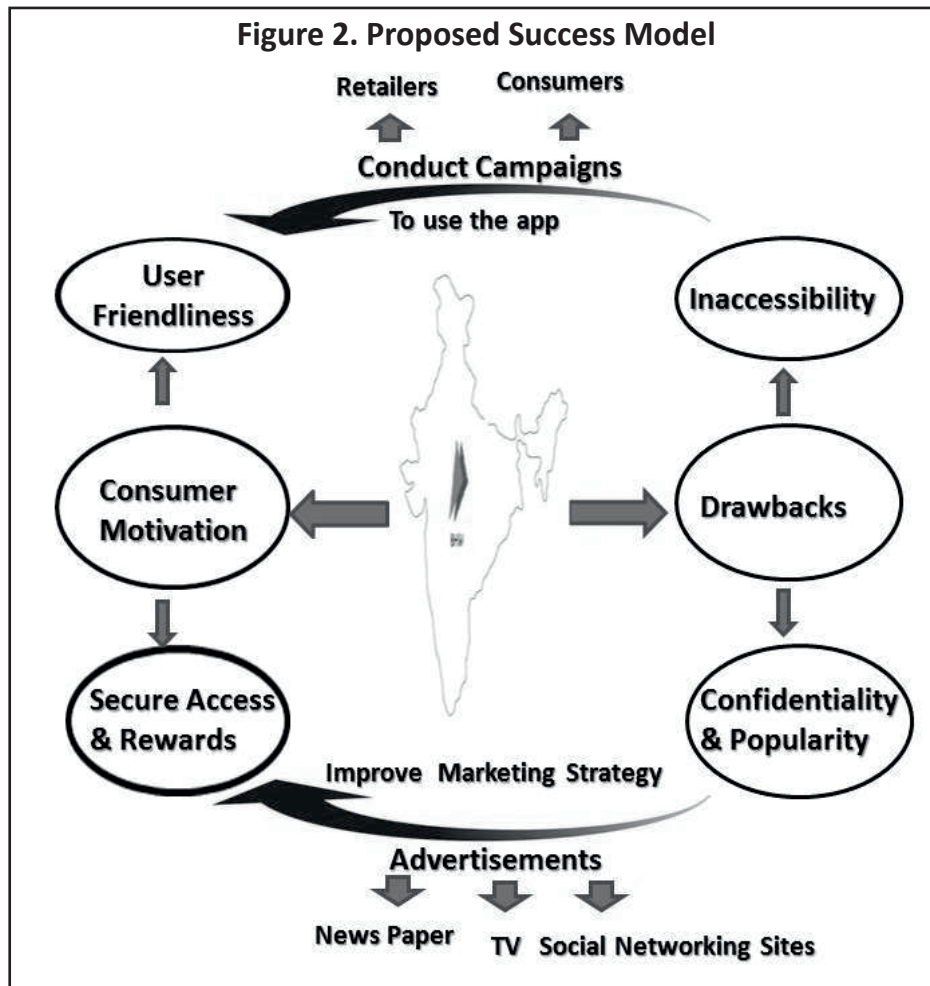 Figure 2. Proposed Success Model
Retailers
Consumers
Conduct Campaigns
To use the app
User
Friendliness
Inaccessibility
Consumer
Motivation
Drawbacks
Secure Access
& Rewards
Confidentiality
& Popularity
Improve Marketing Strategy
Advertisements
News Paper
TV
Social Networking Sites